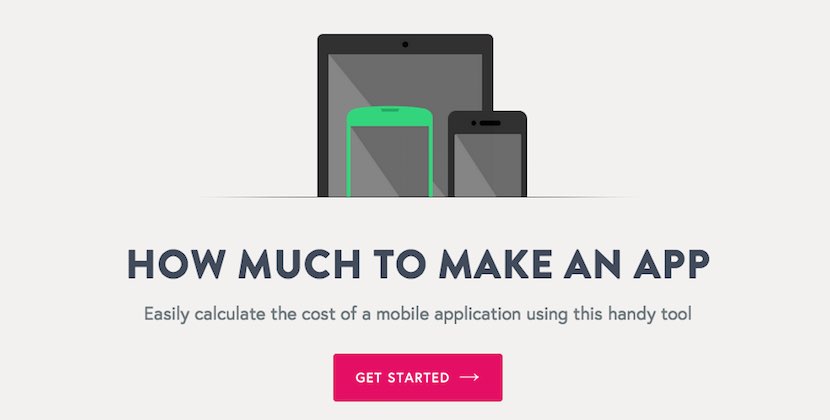 HOW MUCH TO MAKE AN APP
Easily calculate the cost of a mobile application using this handy tool
GET STARTED →